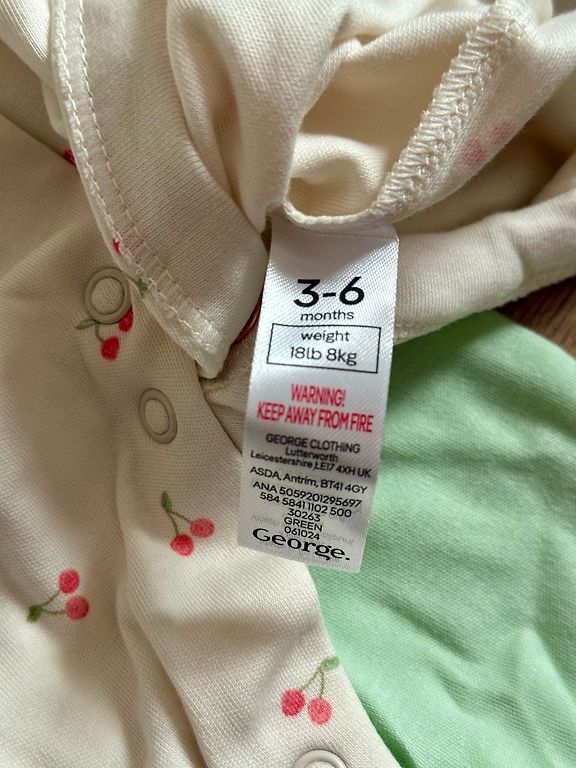 3-6
months
weight
18lb 8kg
WARNING!
KEEP AWAY FROM FIRE
GEORGE CLOTHING
Lutterworth
Leicestershire LE17 4XH UK
ASDA, Antrim, BT41 4GY
ANA 5059201295697
584 58411102 500
30263
GREEN
061024
George.